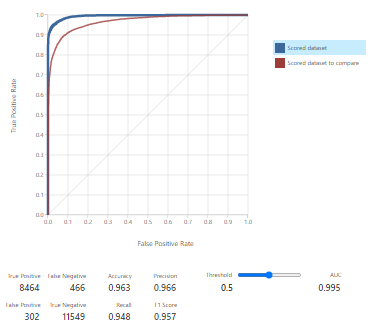 1.0
0.9
0.8
0.7
0.6
0.5
0.4
0.3
0.2
0.1
0.0
True Positive Rate
0.0 0.1 0.2 0.3 0.4 0.5 0.6 0.7 0.8 0.9 1.0
False Positive Rate
Scored dataset
Scored dataset to compare
True Positive False Negative Accuracy Precision Threshold AUC
8464 466 0.963 0.966 0.5 0.995
False Positive True Negative Recall F1 Score
302 11549 0.948 0.957